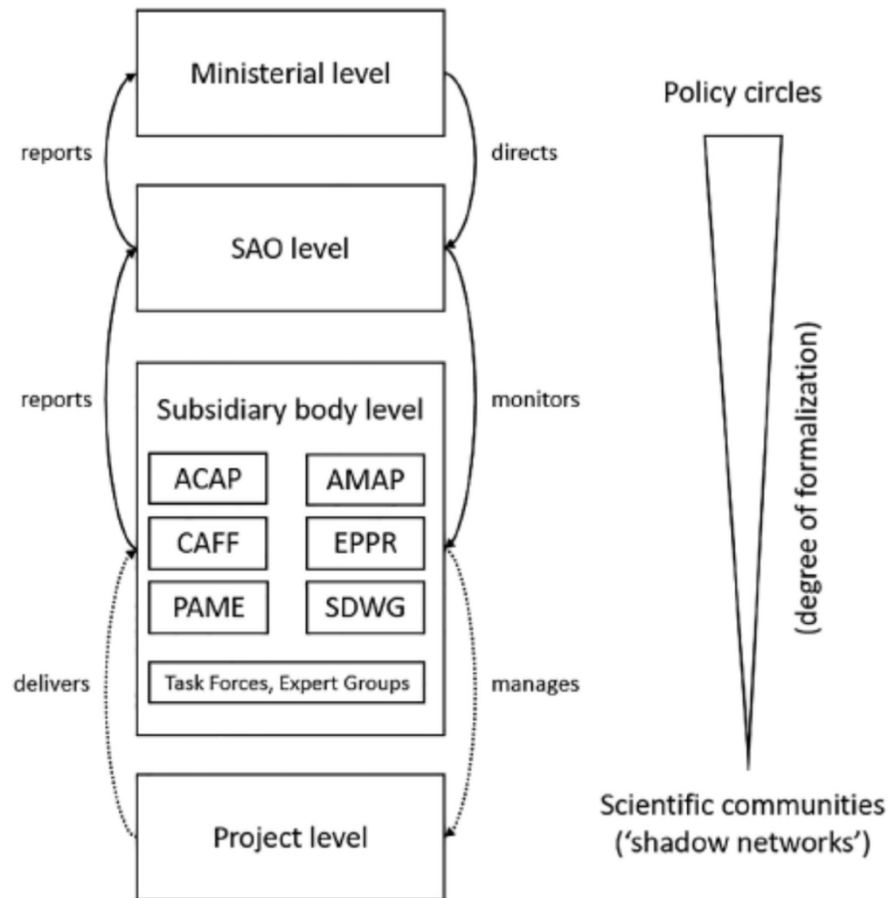 Ministerial level
Policy circles
reports
directs
SAO level
reports
monitors
Subsidiary body level
ACAP
AMAP
CAFF
EPPR
PAME
SDWG
Task Forces, Expert Groups
(degree of formalization)
delivers
manages
Project level
Scientific communities
(‘shadow networks’)